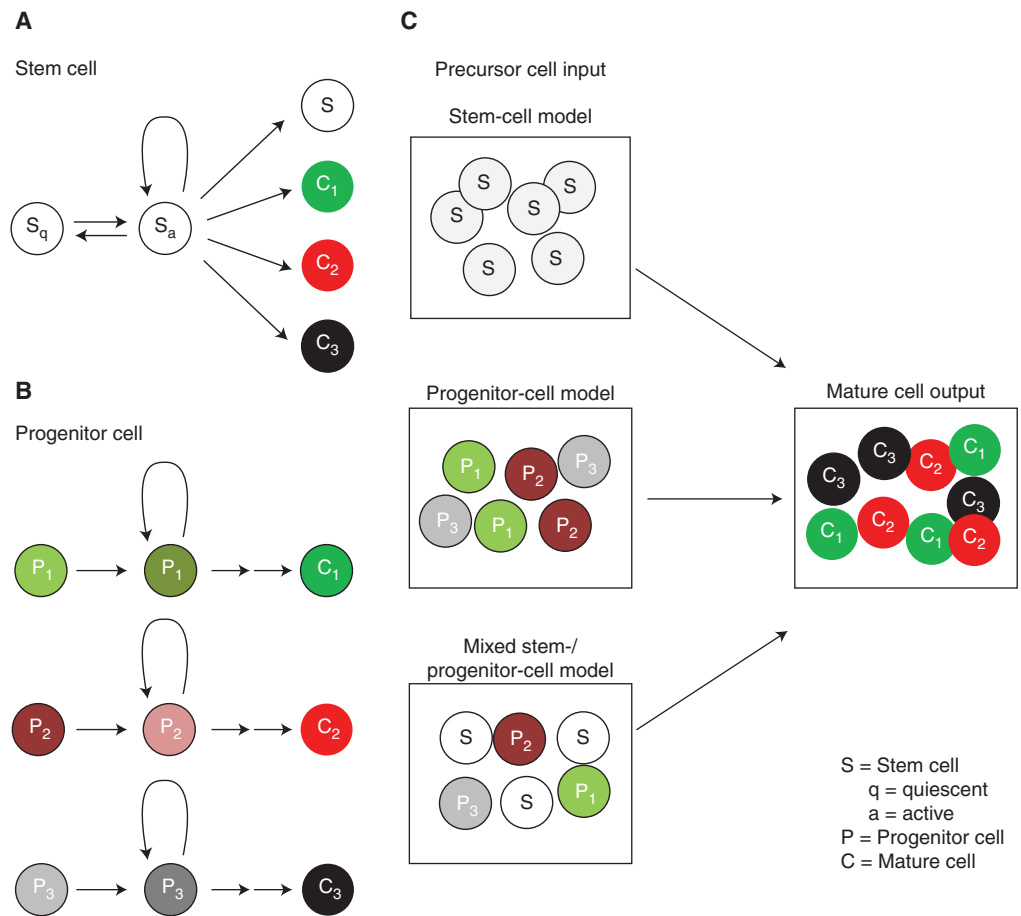 A
Stem cell
S
C1
Sq
Sa
C2
C3
B
Progenitor cell
P1
P1
C1
P2
P2
C2
P3
P3
C3
C
Precursor cell input
Stem-cell model
S
S
S
S
S
S
Progenitor-cell model
P1
P2
P3
P3
P1
P2
Mixed stem-/
progenitor-cell model
S
P2
S
P3
S
P1
Mature cell output
C3
C3
C2
C1
C3
C1
C2
C1
C2
S = Stem cell
q = quiescent
a = active
P = Progenitor cell
C = Mature cell